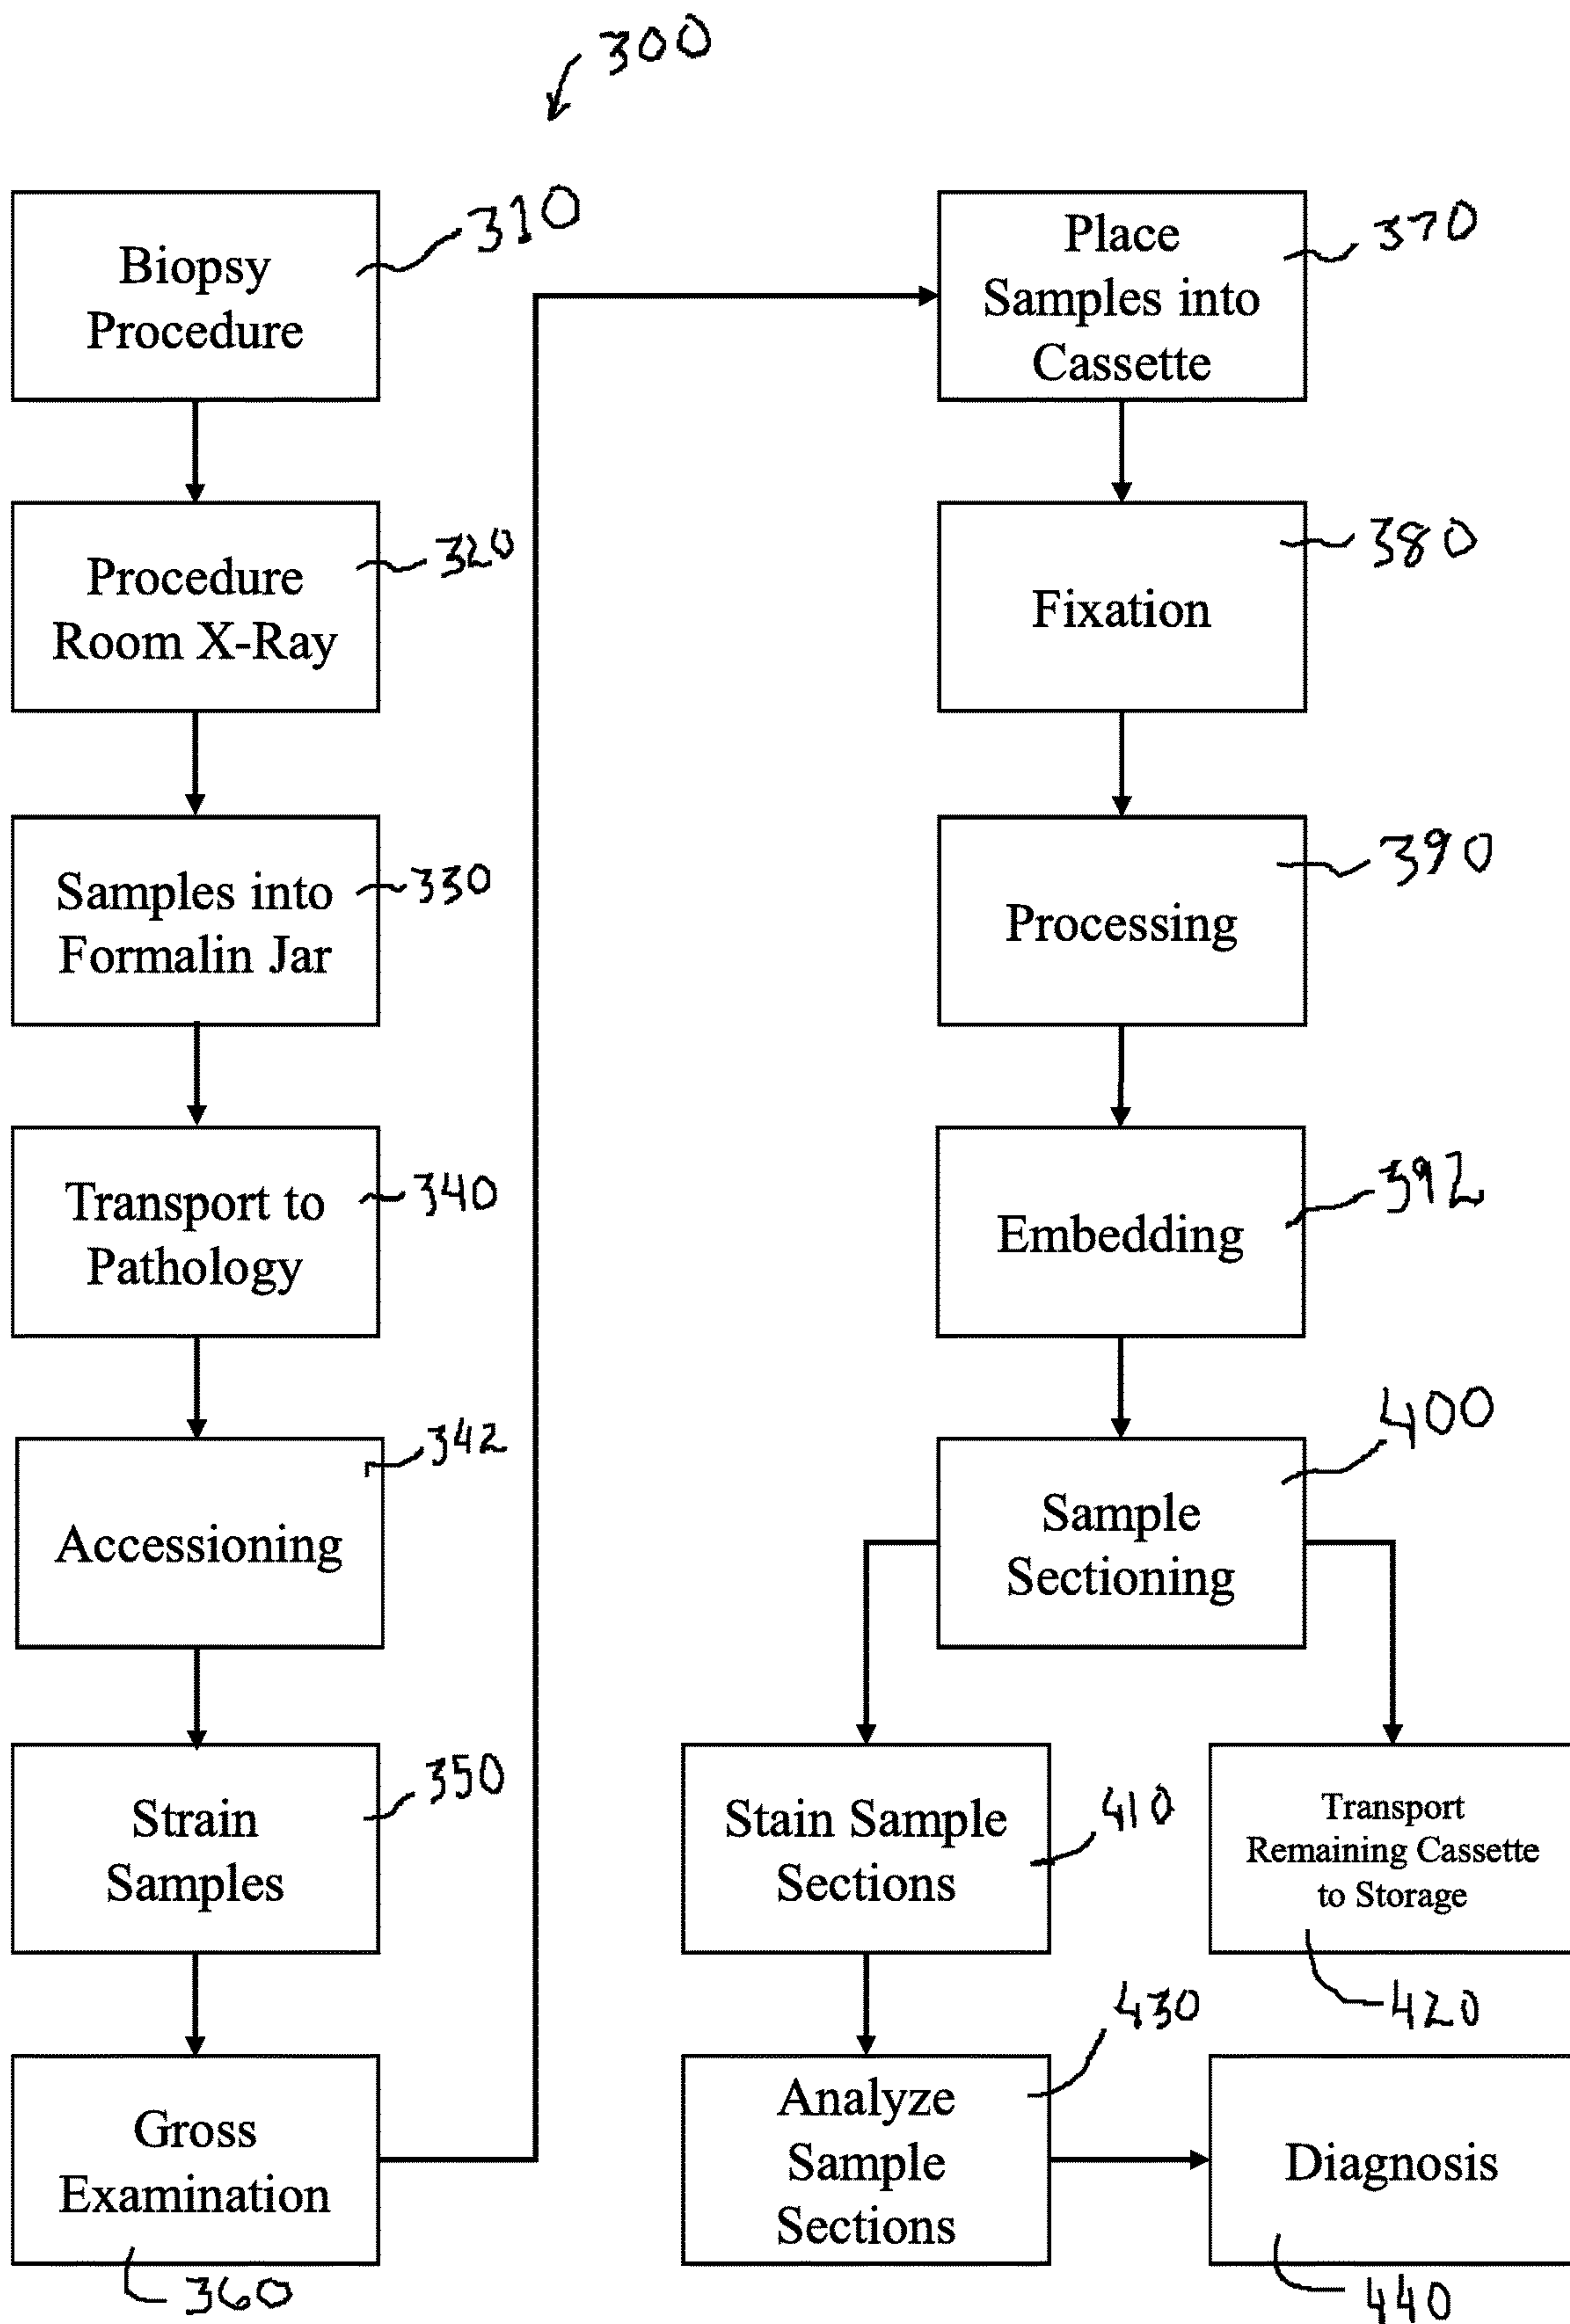 300
Biopsy
Procedure
310
Procedure
Room X-Ray
320
Samples into
Formalin Jar
330
Transport to
Pathology
340
Accessioning
342
Strain
Samples
350
Gross
Examination
360
Place
Samples into
Cassette
370
Fixation
380
Processing
390
Embedding
392
Sample
Sectioning
400
Stain Sample
Sections
410
Transport
Remaining Cassette
to Storage
420
Analyze
Sample
Sections
430
Diagnosis
440